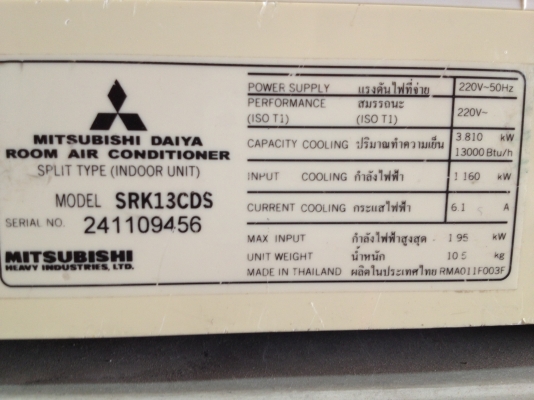 MITSUBISHI DAIYA
ROOM AIR CONDITIONER
SPLIT TYPE (INDOOR UNIT)
MODEL SRK13CDS
SERIAL NO. 241109456
MITSUBISHI
HEAVY INDUSTRIES, LTD.
POWER SUPPLY แรงดันไฟที่จ่าย 220V~50Hz
PERFORMANCE สมรรถนะ
(ISO T1) (ISO T1) 220V~
CAPACITY COOLING ปริมาณทำความเย็น 3.810 kW
13000 Btu/h
INPUT COOLING กำลังไฟฟ้า 1.160 kW
CURRENT COOLING กระแสไฟฟ้า 6.1 A
MAX INPUT กำลังไฟฟ้าสูงสุด 1.95 kW
UNIT WEIGHT น้ำหนัก 10.5 kg
MADE IN THAILAND ผลิตในประเทศไทย RMA011F003F